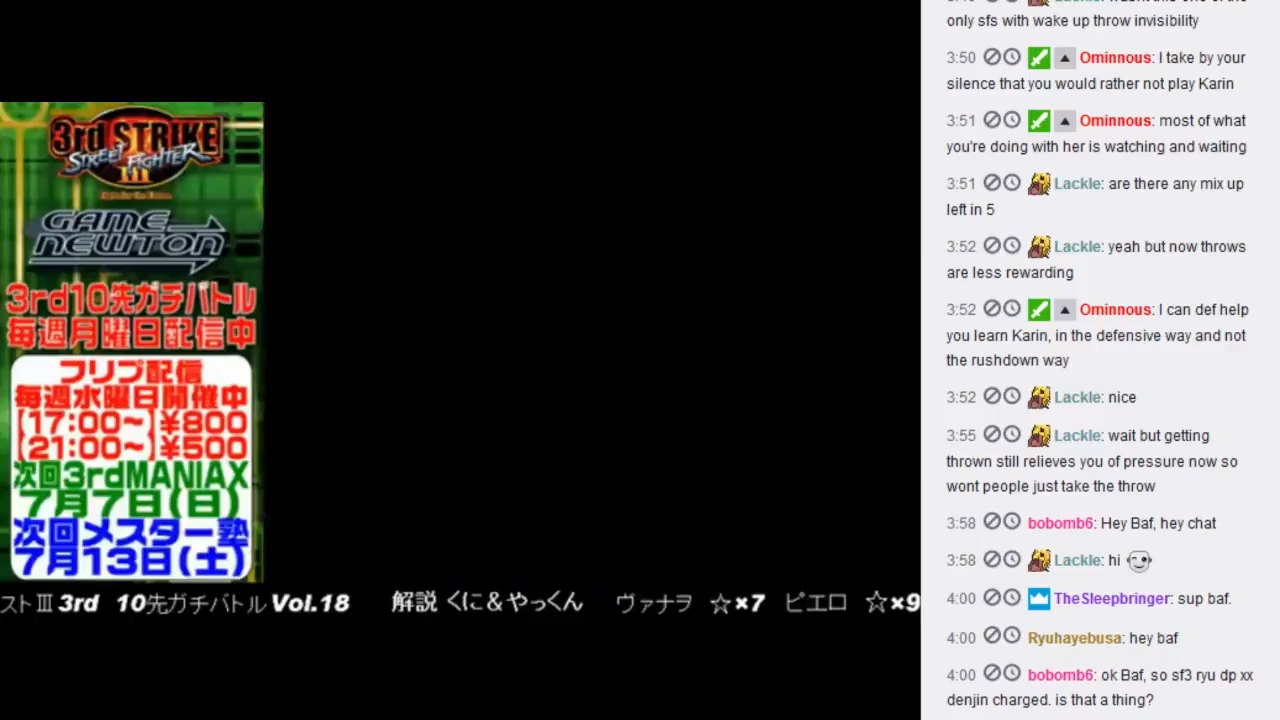 3rd STRIKE
STREET FIGHTER
III
GAME
NEWTON
3rd10先ガチバトル
毎週月曜日配信中
フリプ配信
毎週水曜日開催中
[17:00~]¥800
[21:00~]¥500
次回3rdMANIAX
7月7日(日)
次回メスター塾
7月13日(土)
ストⅢ 3rd 10先ガチバトル Vol.18 解説 くに&やっくん ヴァナヲ ☆×7 ピエロ ☆×9
only sfs with wake up throw invisibility
3:50 Ominnous: I take by your
silence that you would rather not play Karin
3:51 Ominnous: most of what
you're doing with her is watching and waiting
3:51 Lackle: are there any mix up
left in 5
3:52 Lackle: yeah but now throws
are less rewarding
3:52 Ominnous: I can def help
you learn Karin, in the defensive way and not
the rushdown way
3:52 Lackle: nice
3:55 Lackle: wait but getting
thrown still relieves you of pressure now so
wont people just take the throw
3:58 bobomb6: Hey Baf, hey chat
3:58 Lackle: hi
4:00 TheSleepbringer: sup baf.
4:00 Ryuhayebusa: hey baf
4:00 bobomb6: ok Baf, so sf3 ryu dp xx
denjin charged. is that a thing?